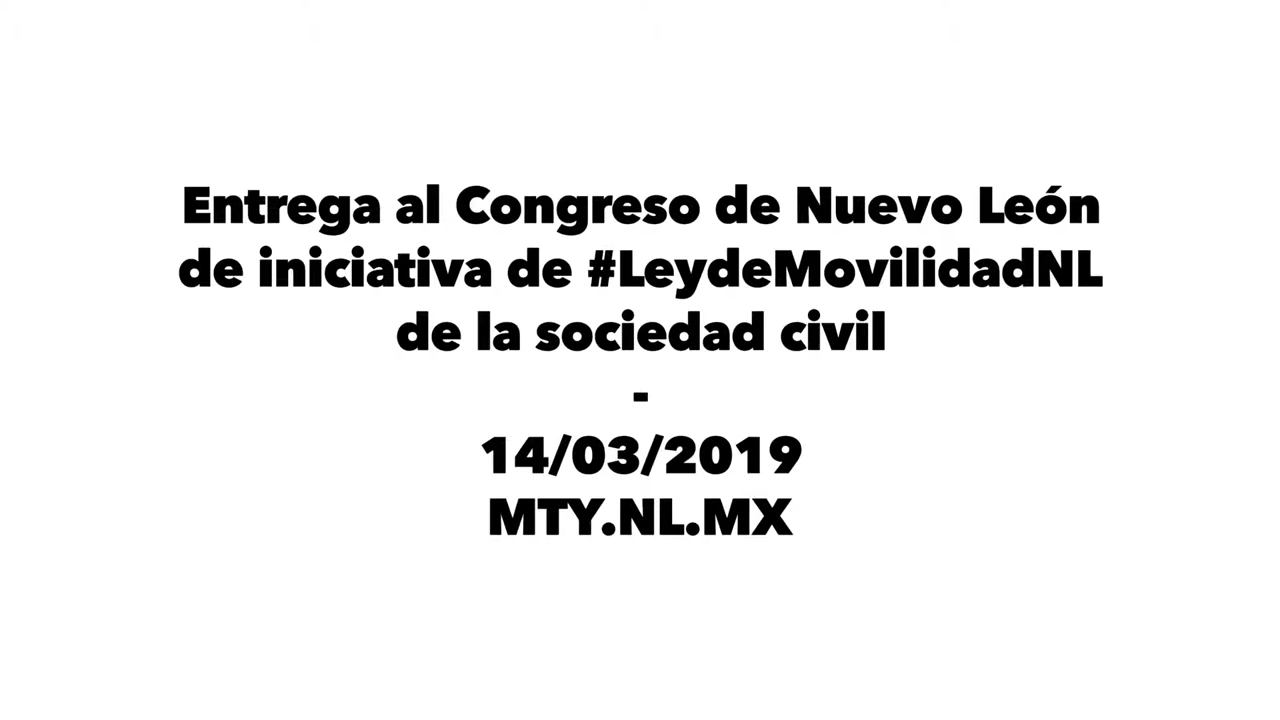 Entrega al Congreso de Nuevo León
de iniciativa de #LeydeMovilidadNL
de la sociedad civil
-
14/03/2019
MTY.NL.MX